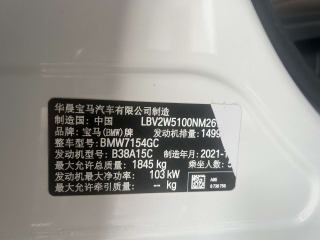 华晨宝马汽车有限公司制造
制造国：中国 LBV2W5100NM26
品牌：宝马(BMW)牌 发动机排量：1499
整车型号：BMW7154GC
发动机型号：B38A15C 制造年月：2021-1
最大允许总质量：1845 kg 乘坐人数：5
发动机最大净功率：103 kW
最大允许牵引质量：-- kg